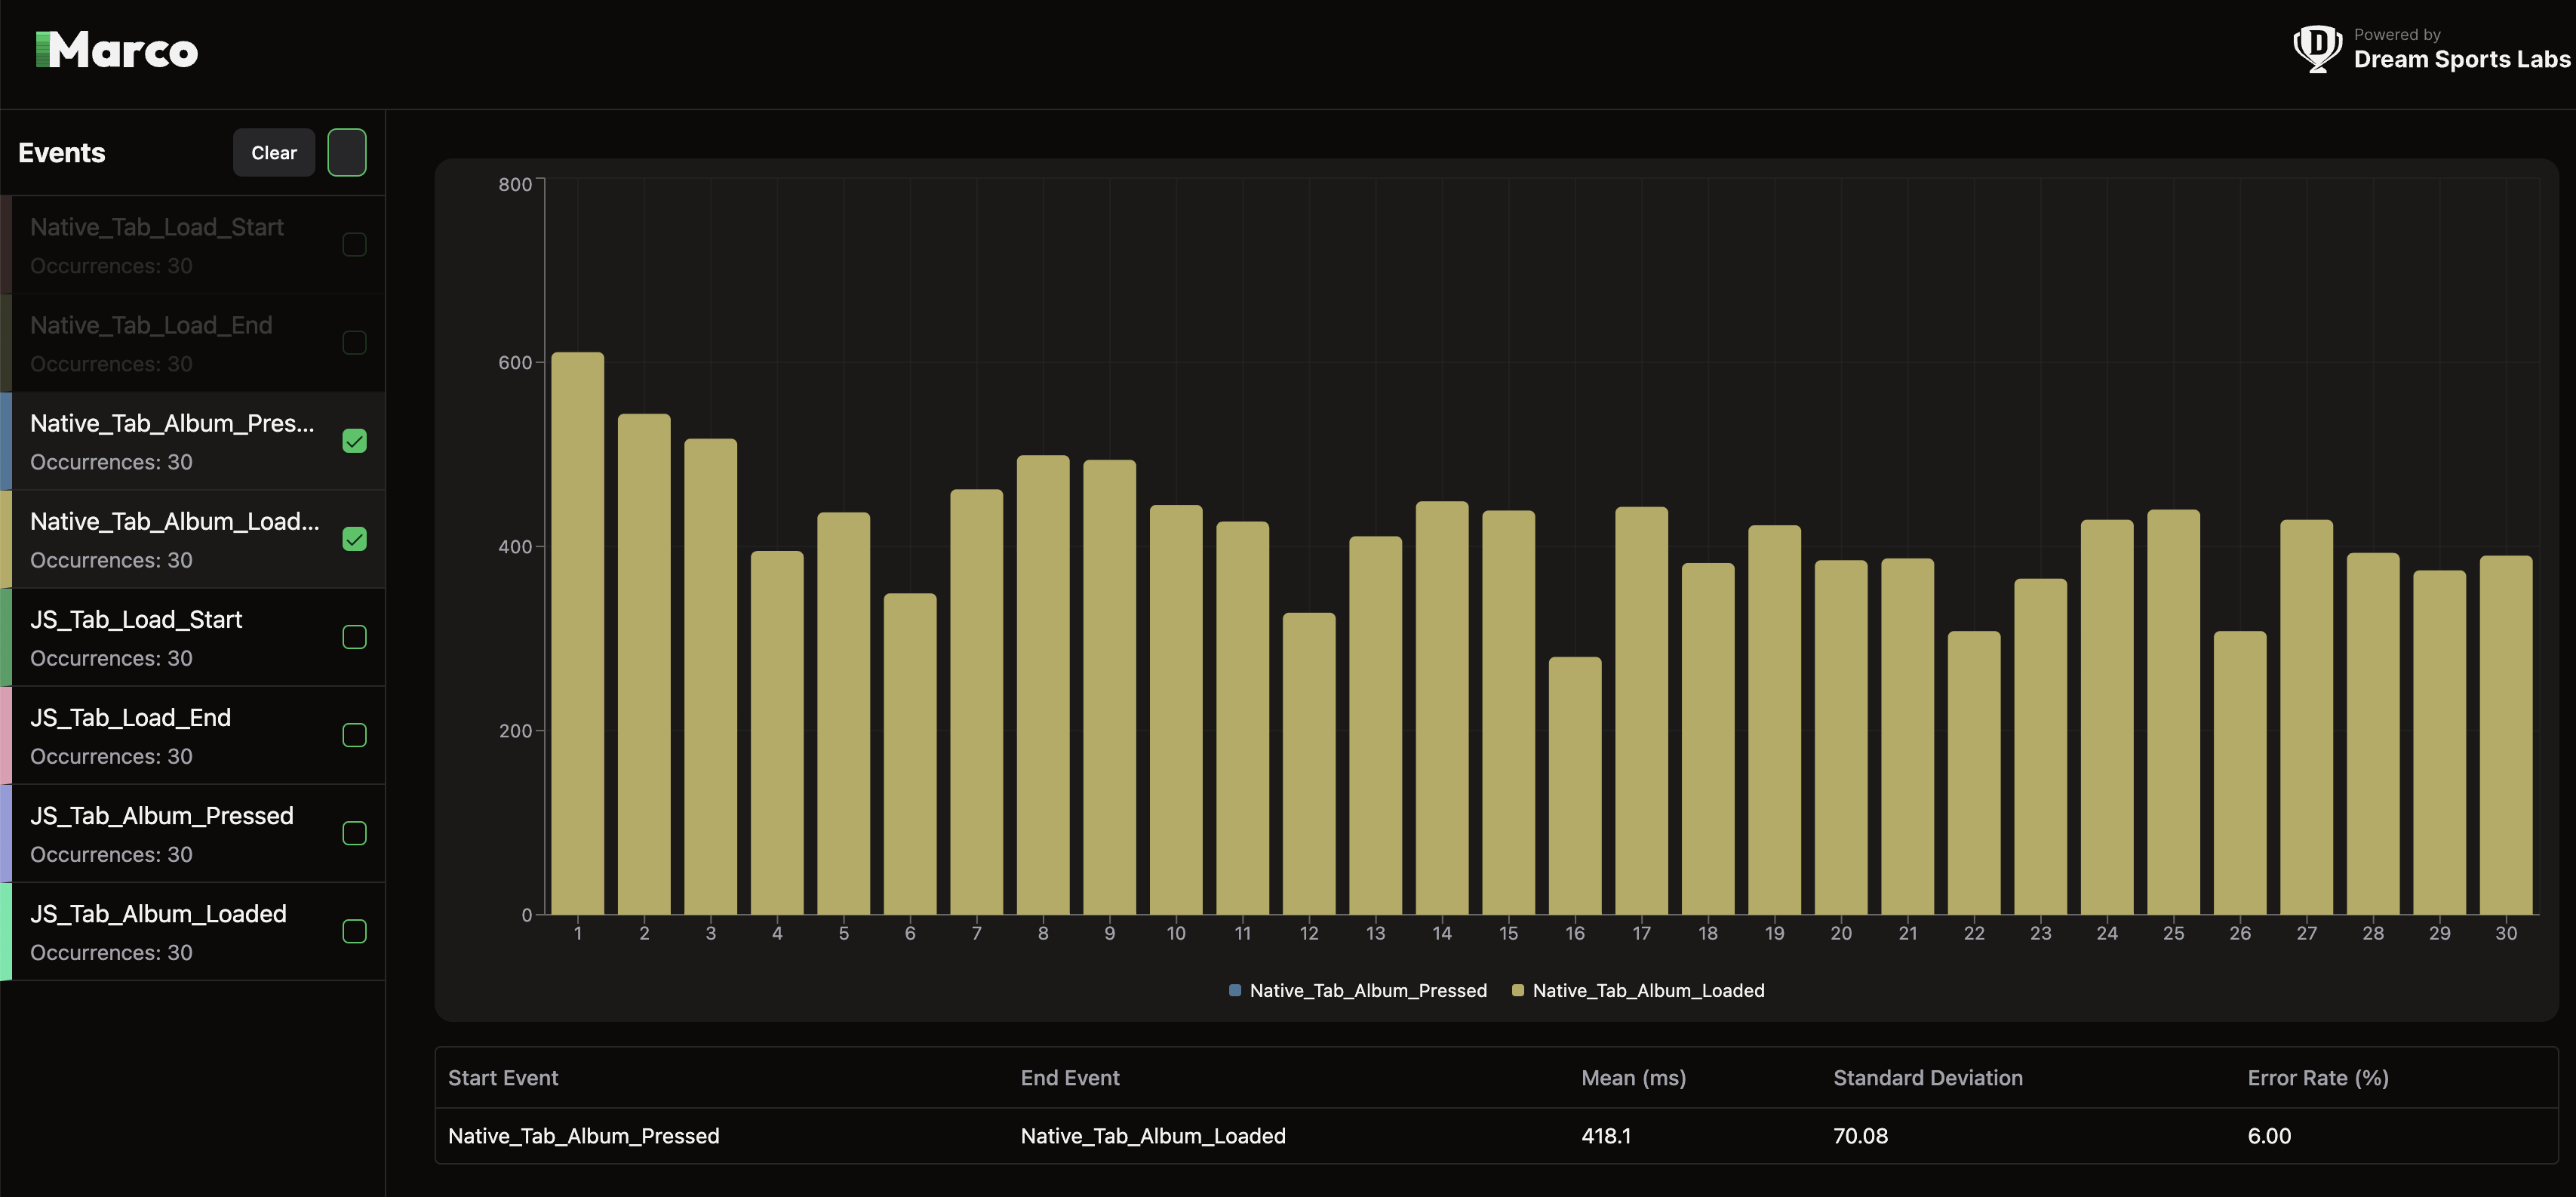 Marco
Powered by
Dream Sports Labs
Events
Clear
Native_Tab_Load_Start
Occurrences: 30
Native_Tab_Load_End
Occurrences: 30
Native_Tab_Album_Pres...
Occurrences: 30
Native_Tab_Album_Load...
Occurrences: 30
JS_Tab_Load_Start
Occurrences: 30
JS_Tab_Load_End
Occurrences: 30
JS_Tab_Album_Pressed
Occurrences: 30
JS_Tab_Album_Loaded
Occurrences: 30
800
600
400
200
0
1 2 3 4 5 6 7 8 9 10 11 12 13 14 15 16 17 18 19 20 21 22 23 24 25 26 27 28 29 30
Native_Tab_Album_Pressed Native_Tab_Album_Loaded
Start Event End Event Mean (ms) Standard Deviation Error Rate (%)
Native_Tab_Album_Pressed Native_Tab_Album_Loaded 418.1 70.08 6.00